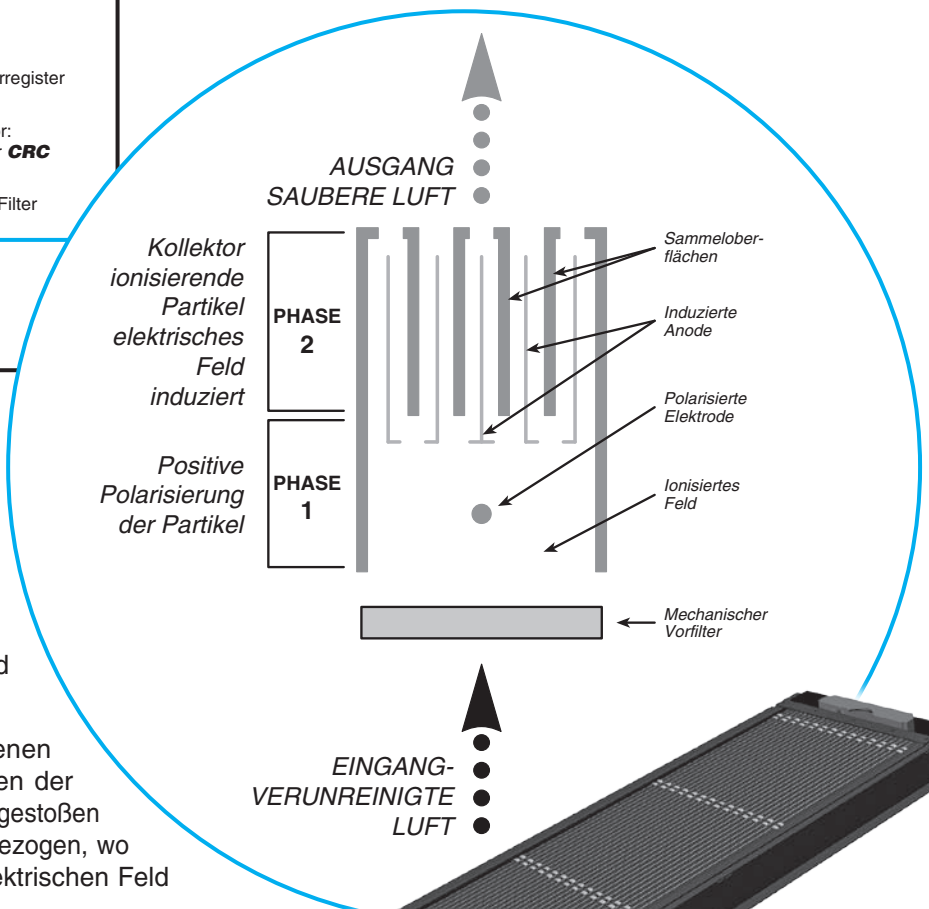 rregister
r:
CRC
Filter
AUSGANG
SAUBERE LUFT
Kollektor
ionisierende
Partikel
elektrisches
Feld
induziert
PHASE
2
Positive
Polarisierung
der Partikel
PHASE
1
Sammelober-
flächen
Induzierte
Anode
Polarisierte
Elektrode
Ionisiertes
Feld
Mechanischer
Vorfilter
EINGANG-
VERUNREINIGTE
LUFT
d
enen
en der
gestoßen
ezogen, wo
ektrischen Feld